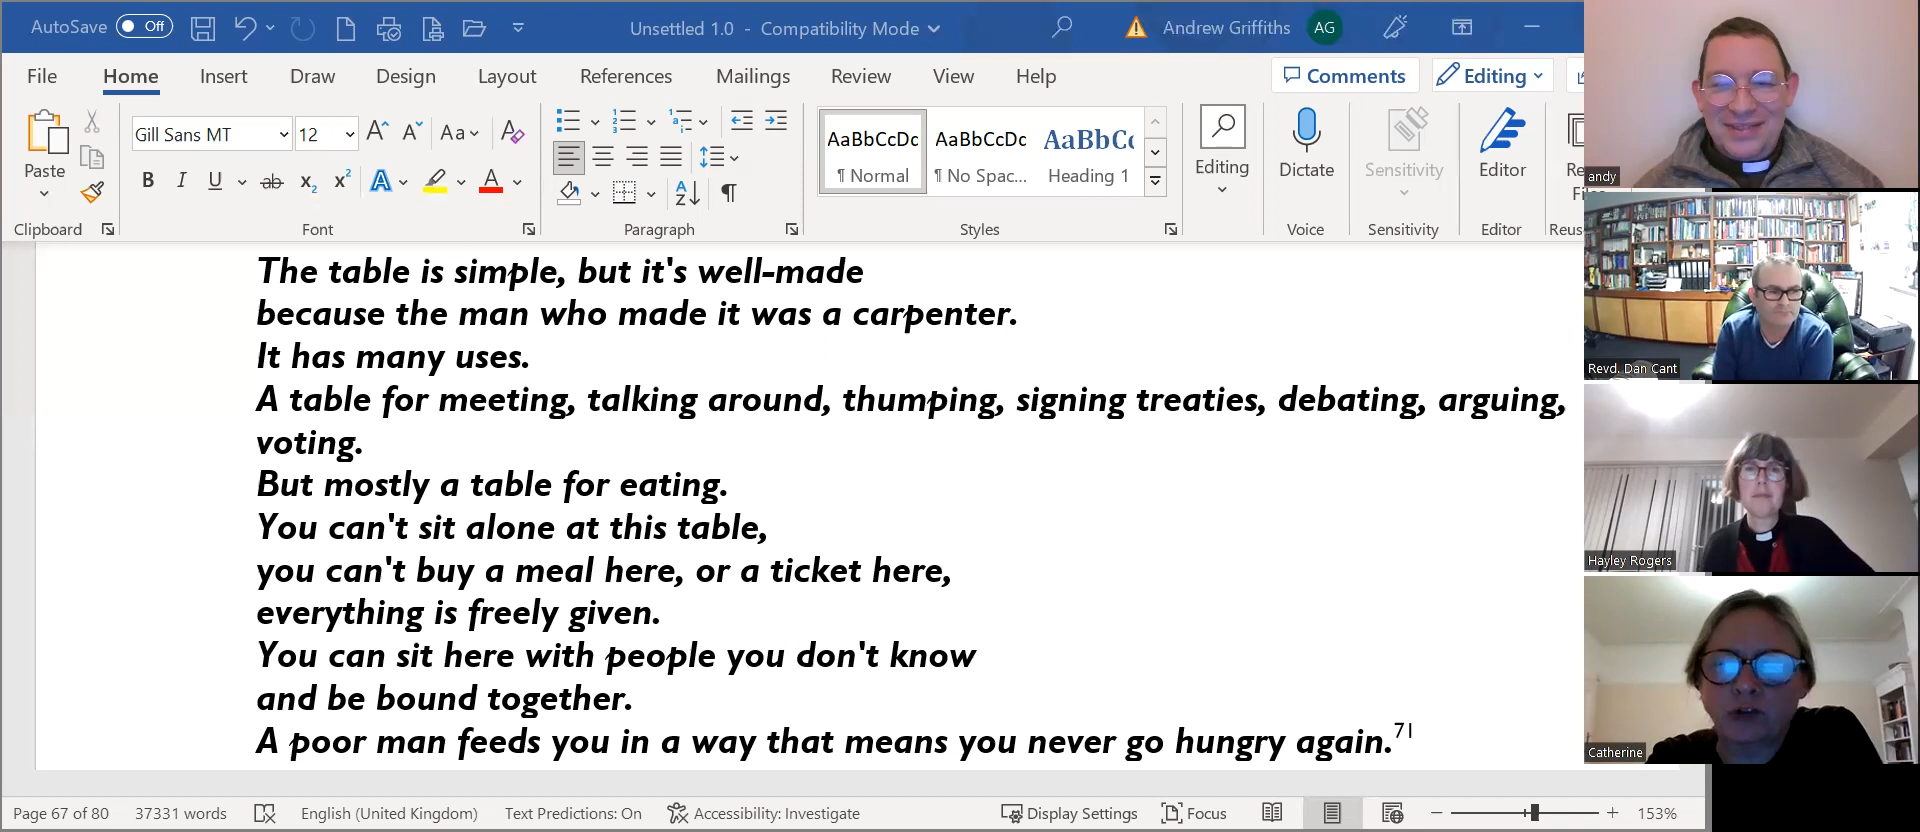 AutoSave Off Unsettled 1.0 - Compatibility Mode Andrew Griffiths AG
File Home Insert Draw Design Layout References Mailings Review View Help Comments Editing
Paste
Clipboard
Gill Sans MT 12 A A Aa A
B I U ab x2 x2 A A
Font
A Z ¶
Paragraph
AaBbCcDc AaBbCcDc AaBbCc
¶ Normal ¶ No Spac... Heading 1
Styles
Editing
Dictate
Voice
Sensitivity
Sensitivity
Editor
Editor
Re
Files
Reus
The table is simple, but it's well-made
because the man who made it was a carpenter.
It has many uses.
A table for meeting, talking around, thumping, signing treaties, debating, arguing,
voting.
But mostly a table for eating.
You can't sit alone at this table,
you can't buy a meal here, or a ticket here,
everything is freely given.
You can sit here with people you don't know
and be bound together.
A poor man feeds you in a way that means you never go hungry again.71
Page 67 of 80 37331 words English (United Kingdom) Text Predictions: On Accessibility: Investigate Display Settings Focus 153%
andy
Revd. Dan Cant
Hayley Rogers
Catherine